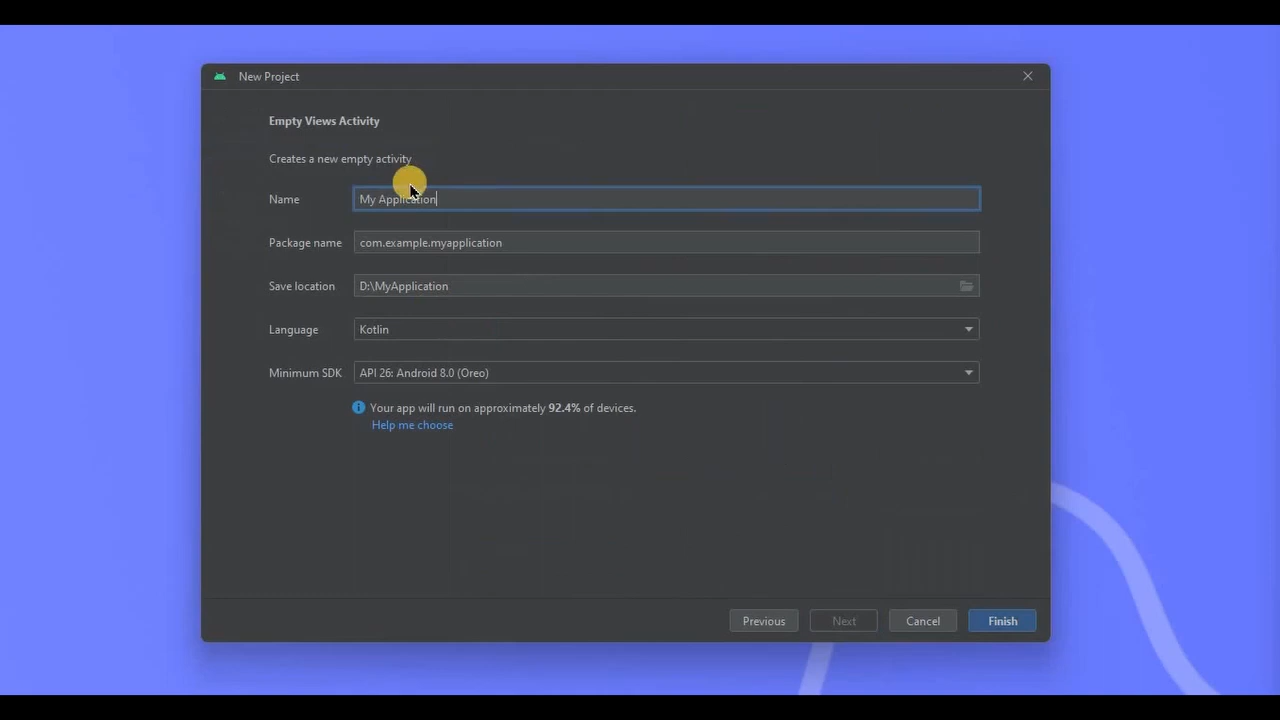 New Project
Empty Views Activity
Creates a new empty activity
Name My Application
Package name com.example.myapplication
Save location D:\MyApplication
Language Kotlin
Minimum SDK API 26: Android 8.0 (Oreo)
Your app will run on approximately 92.4% of devices.
Help me choose
Previous Next Cancel Finish